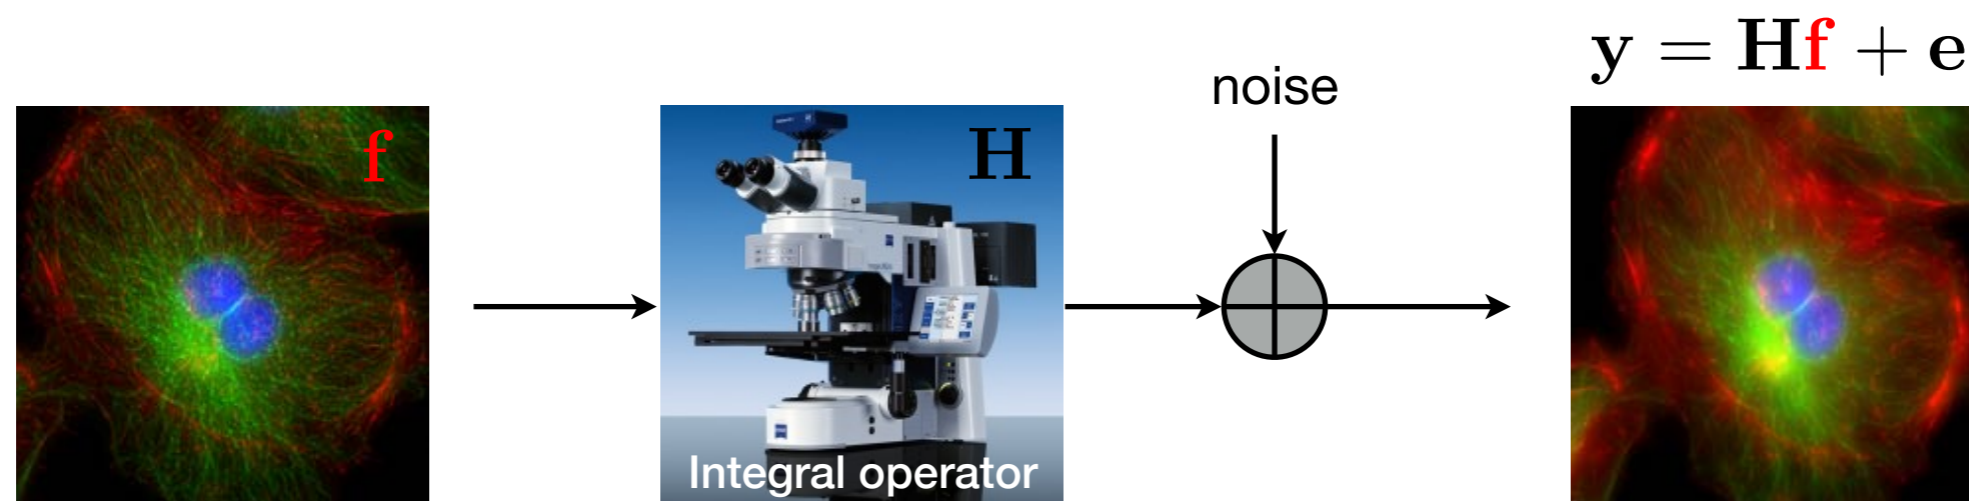 y = Hf + e
noise
f
H
Integral operator